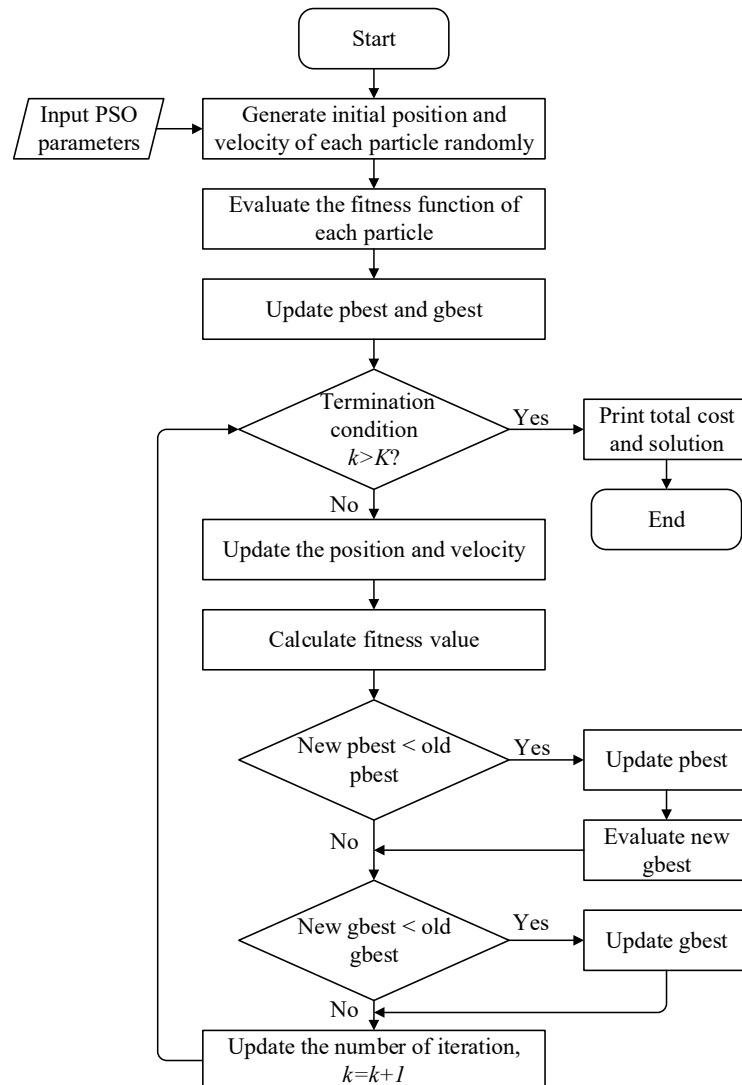 Start
Input PSO
parameters
Generate initial position and
velocity of each particle randomly
Evaluate the fitness function of
each particle
Update pbest and gbest
Termination
condition
k>K?
Yes
Print total cost
and solution
End
No
Update the position and velocity
Calculate fitness value
New pbest < old
pbest
Yes
Update pbest
Evaluate new
gbest
No
New gbest < old
gbest
Yes
Update gbest
No
Update the number of iteration,
k=k+1